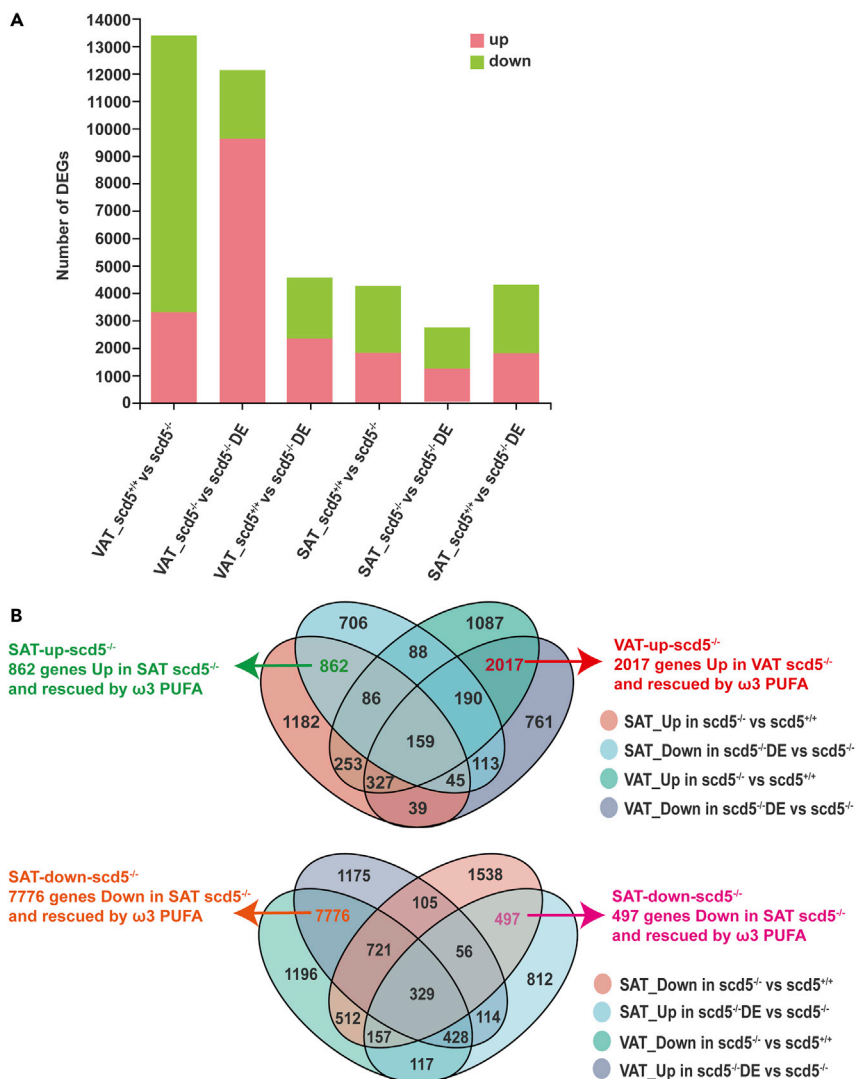 A
14000
13000
12000
11000
10000
9000
8000
7000
6000
5000
4000
3000
2000
1000
0
Number of DEGs
up
down
VAT_scd5+/+ vs scd5-/-
VAT_scd5-/- vs scd5-/- DE
VAT_scd5+/+ vs scd5-/- DE
SAT_scd5+/+ vs scd5-/-
SAT_scd5-/- vs scd5-/- DE
SAT_scd5+/+ vs scd5-/- DE
B
SAT-up-scd5-/-
862 genes Up in SAT scd5-/-
and rescued by ω3 PUFA
706
1087
88
862
2017
86
190
1182
761
159
253
113
327
45
39
VAT-up-scd5-/-
2017 genes Up in VAT scd5-/-
and rescued by ω3 PUFA
SAT_Up in scd5-/- vs scd5+/+
SAT_Down in scd5-/-DE vs scd5-/-
VAT_Up in scd5-/- vs scd5+/+
VAT_Down in scd5-/-DE vs scd5-/-
SAT-down-scd5-/-
7776 genes Down in SAT scd5-/-
and rescued by ω3 PUFA
1175
1538
105
7776
497
721
56
1196
812
329
512
114
157
428
117
SAT-down-scd5-/-
497 genes Down in SAT scd5-/-
and rescued by ω3 PUFA
SAT_Down in scd5-/- vs scd5+/+
SAT_Up in scd5-/-DE vs scd5-/-
VAT_Down in scd5-/- vs scd5+/+
VAT_Up in scd5-/-DE vs scd5-/-